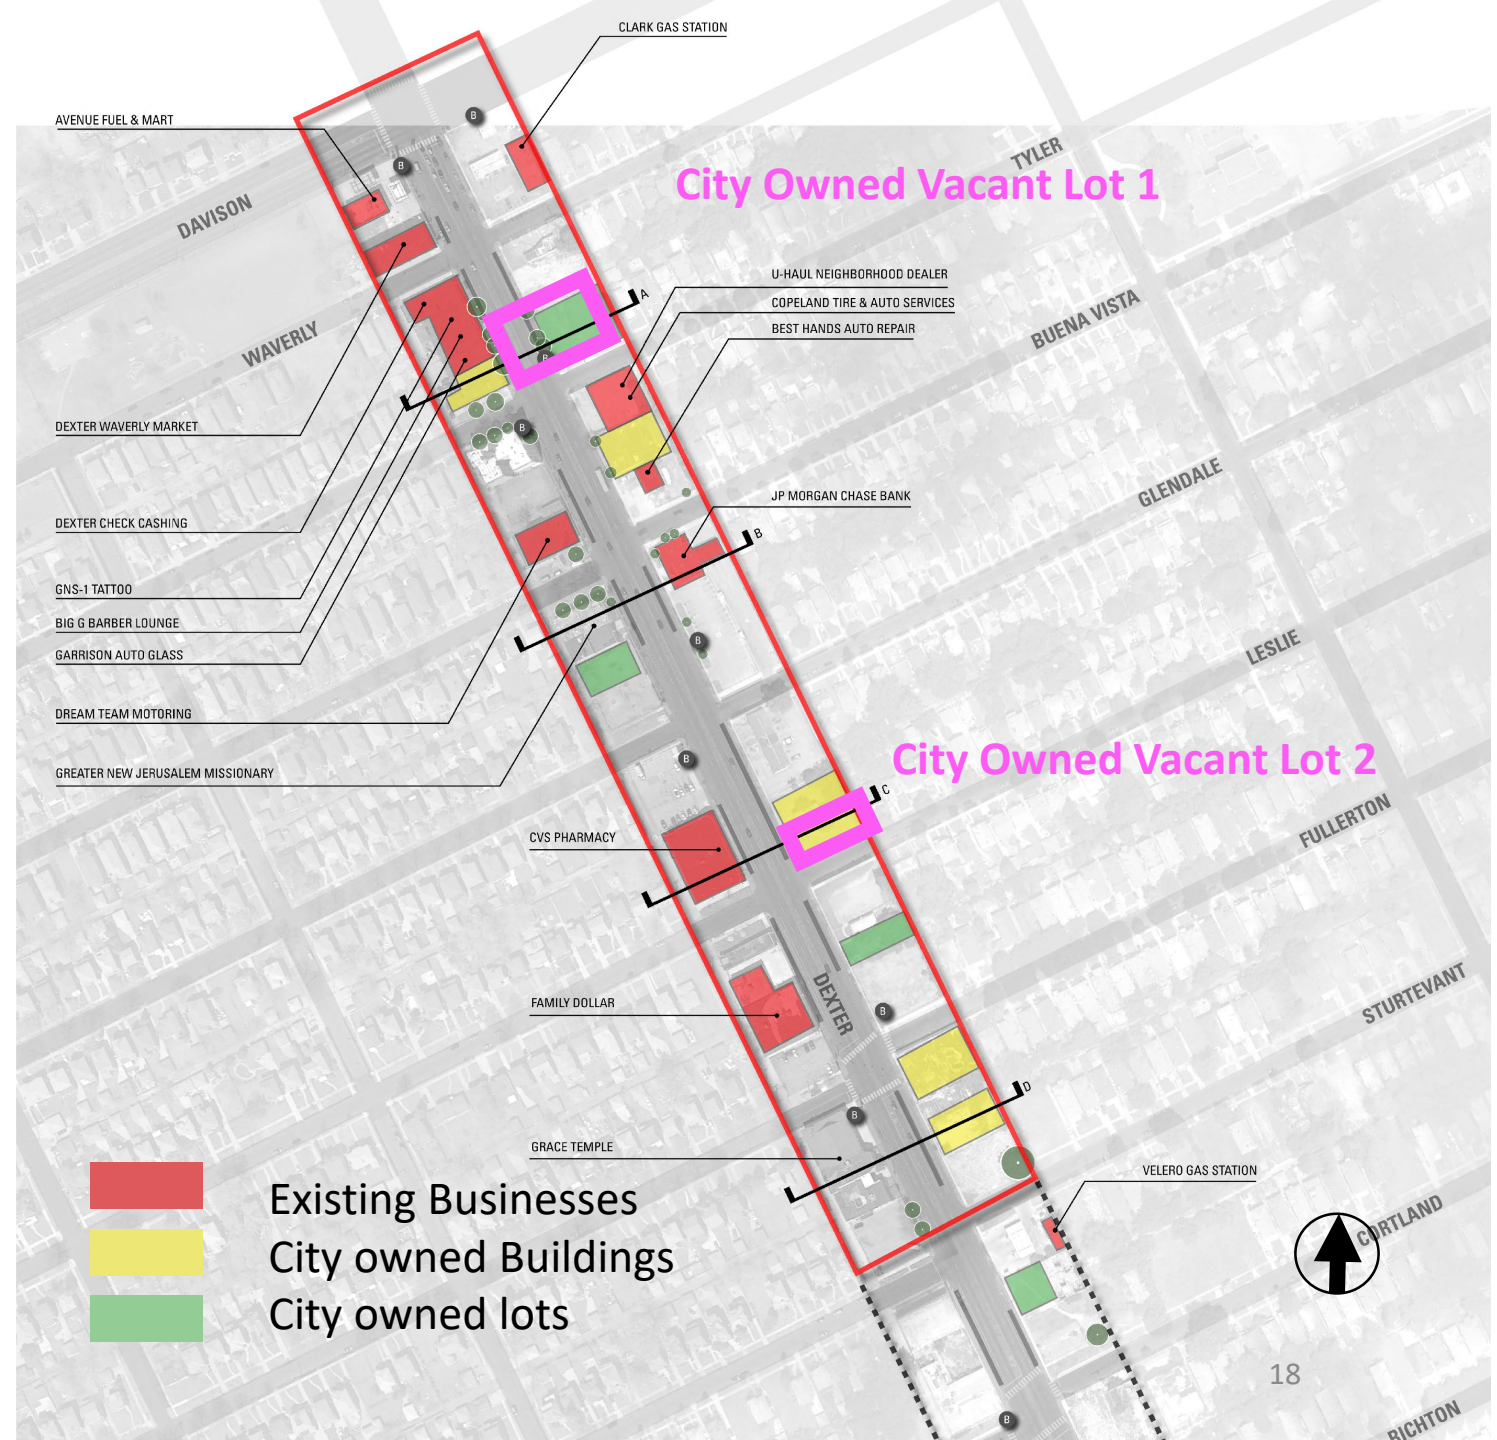 CLARK GAS STATION
AVENUE FUEL & MART
B
B
City Owned Vacant Lot 1
TYLER
DAVISON
U-HAUL NEIGHBORHOOD DEALER
A
COPELAND TIRE & AUTO SERVICES
BUENA VISTA
BEST HANDS AUTO REPAIR
WAVERLY
B
DEXTER WAVERLY MARKET
B
GLENDALE
JP MORGAN CHASE BANK
DEXTER CHECK CASHING
B
GNS-1 TATTOO
BIG G BARBER LOUNGE
B
GARRISON AUTO GLASS
LESLIE
DREAM TEAM MOTORING
B
City Owned Vacant Lot 2
GREATER NEW JERUSALEM MISSIONARY
C
FULLERTON
CVS PHARMACY
STURTEVANT
FAMILY DOLLAR
DEXTER
B
D
B
GRACE TEMPLE
VELERO GAS STATION
Existing Businesses
CORTLAND
City owned Buildings
City owned lots
18
B
RICHTON